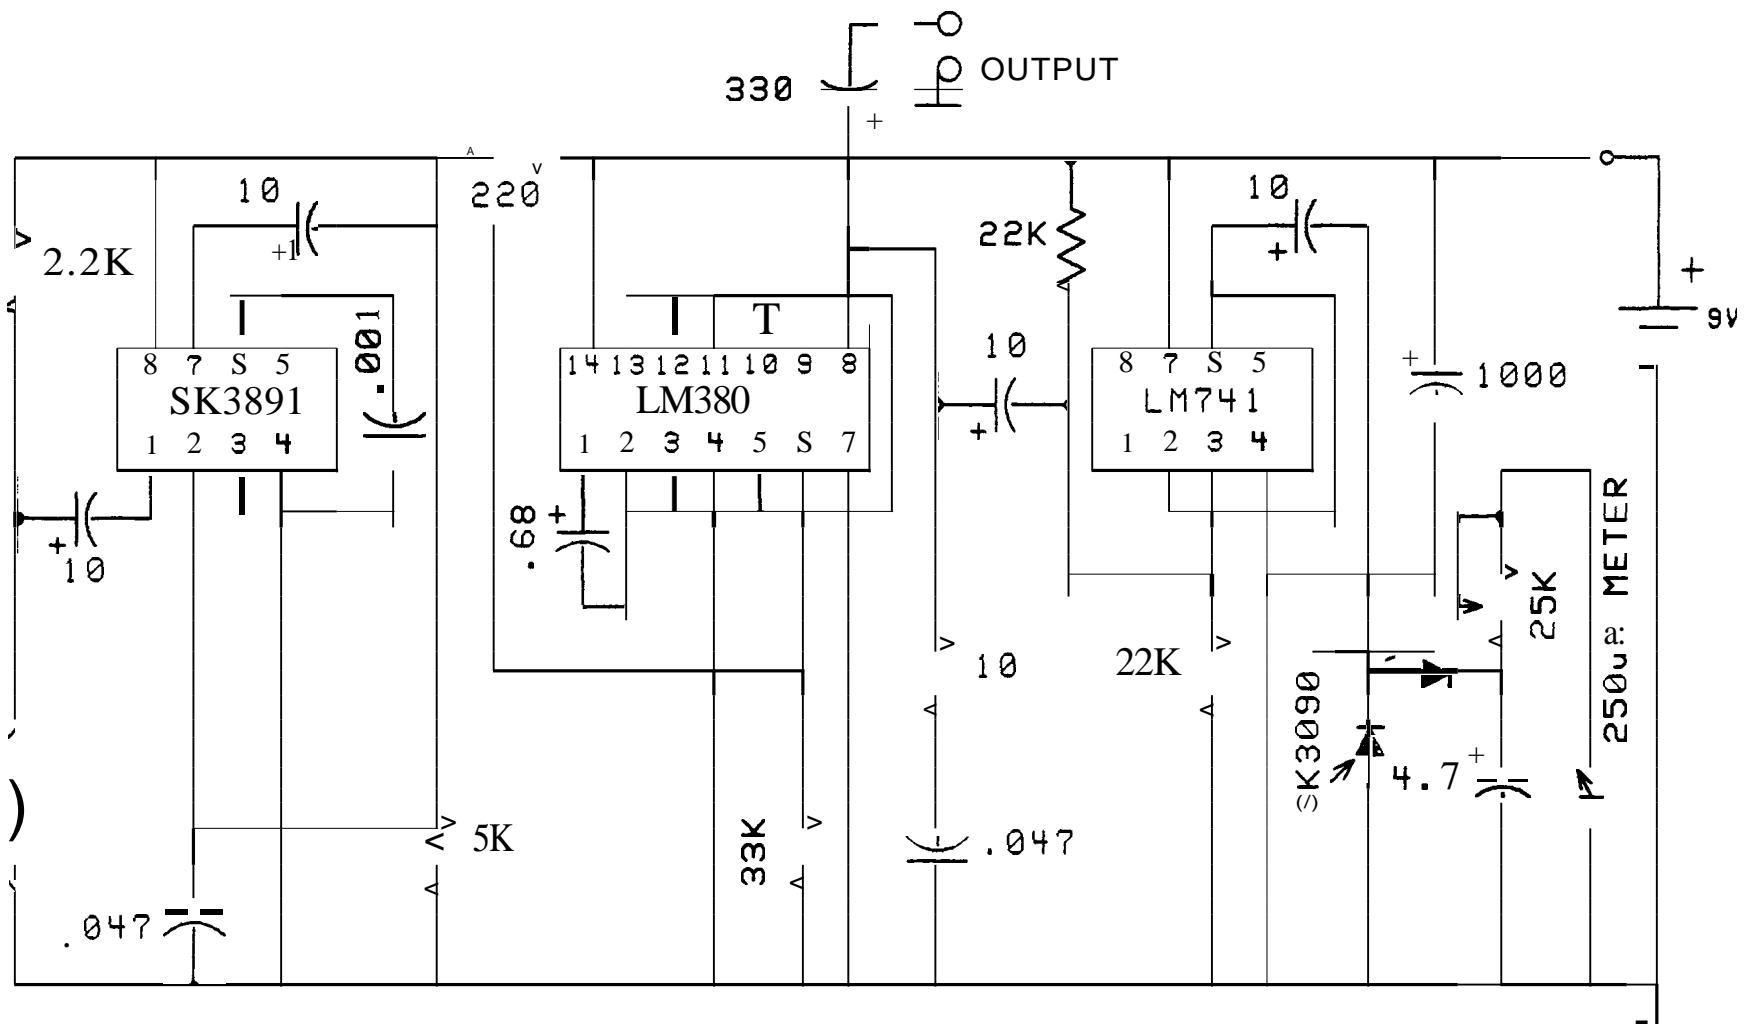 OUTPUT
330
+
10
220
2.2K
+1
22K
10
+
+
9V
.001
T
10
+
1000
8 7 S 5
SK3891
1 2 3 4
14 13 12 11 10 9 8
LM380
1 2 3 4 5 S 7
8 7 S 5
LM741
1 2 3 4
+
-
+
10
.68
+
25K
250u a: METER
10
22K
(/)K3090
4.7
+
5K
33K
.047
.047
-